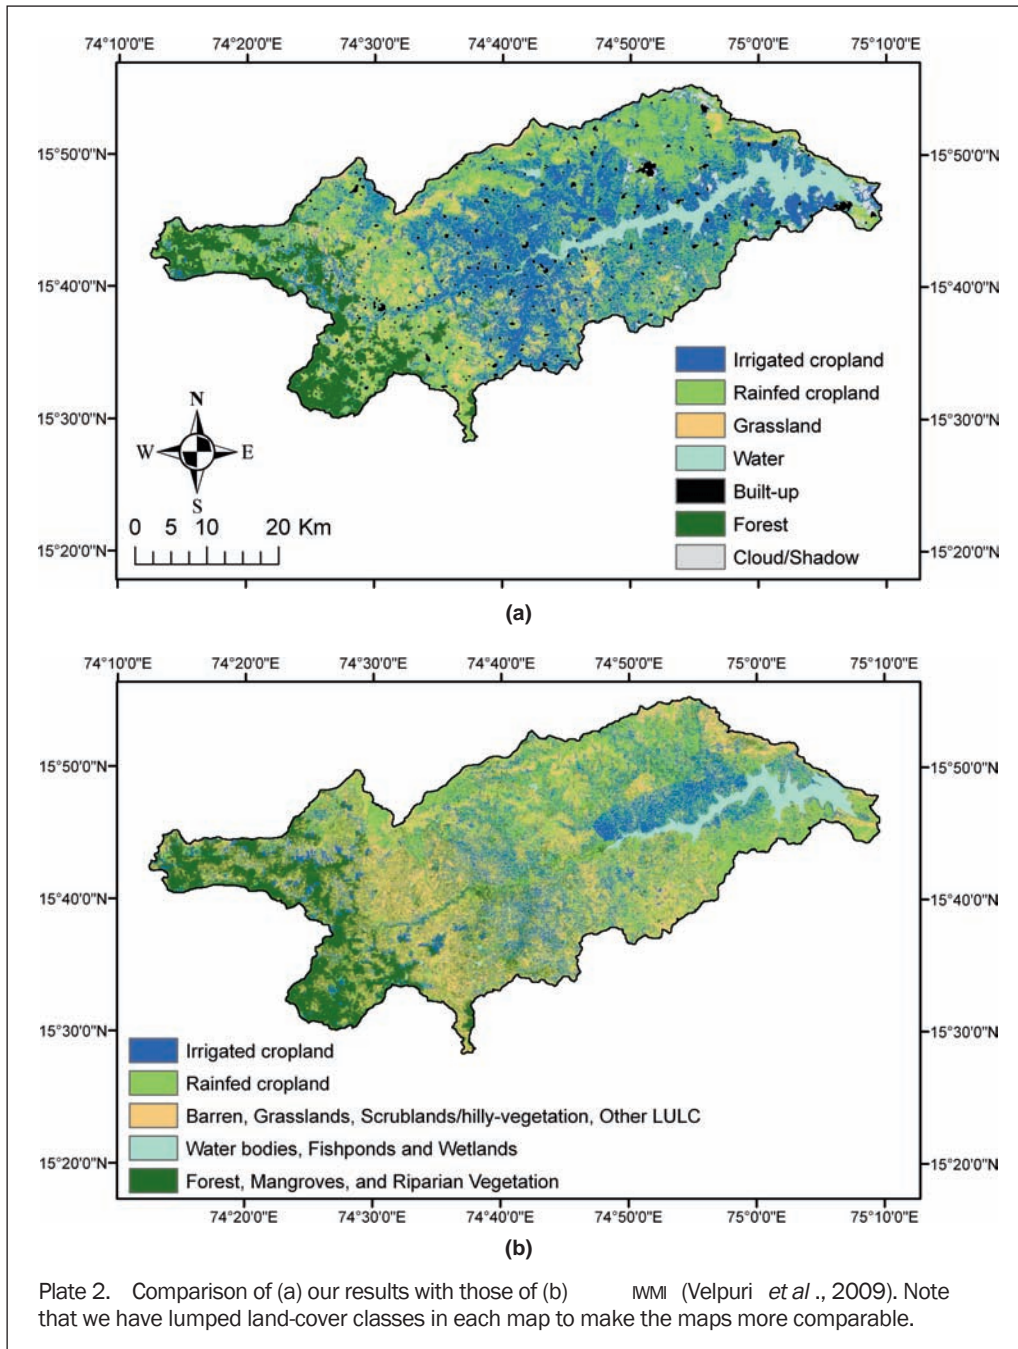 74°10'0"E 74°20'0"E 74°30'0"E 74°40'0"E 74°50'0"E 75°0'0"E 75°10'0"E
15°50'0"N 15°50'0"N
15°40'0"N 15°40'0"N
15°30'0"N 15°30'0"N
15°20'0"N 15°20'0"N
N
W E
S
0 5 10 20 Km
Irrigated cropland
Rainfed cropland
Grassland
Water
Built-up
Forest
Cloud/Shadow
(a)
74°10'0"E 74°20'0"E 74°30'0"E 74°40'0"E 74°50'0"E 75°0'0"E 75°10'0"E
15°50'0"N 15°50'0"N
15°40'0"N 15°40'0"N
15°30'0"N 15°30'0"N
15°20'0"N 15°20'0"N
Irrigated cropland
Rainfed cropland
Barren, Grasslands, Scrublands/hilly-vegetation, Other LULC
Water bodies, Fishponds and Wetlands
Forest, Mangroves, and Riparian Vegetation
74°20'0"E 74°30'0"E 74°40'0"E 74°50'0"E 75°0'0"E 75°10'0"E
(b)
Plate 2. Comparison of (a) our results with those of (b) IWMI (Velpuri et al., 2009). Note
that we have lumped land-cover classes in each map to make the maps more comparable.